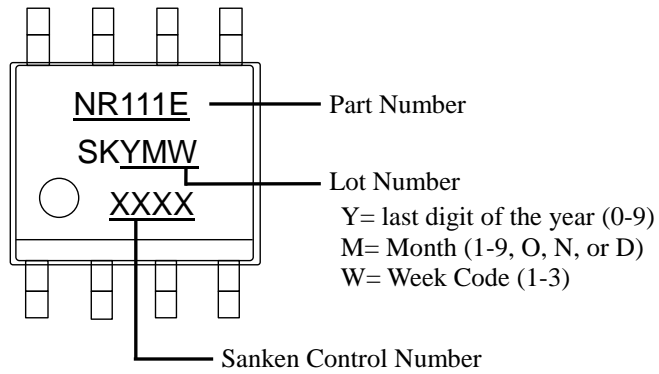 NR111E
Part Number
SKYMW
Lot Number
XXXX
Y= last digit of the year (0-9)
M= Month (1-9, O, N, or D)
W= Week Code (1-3)
Sanken Control Number